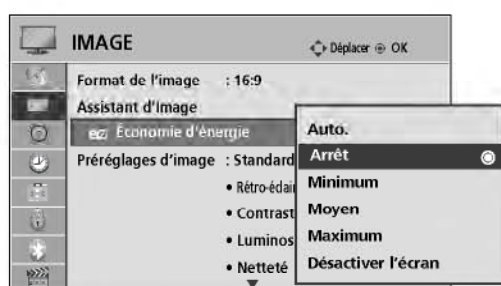 IMAGE
Déplacer OK
Format de l'image : 16:9
Assistant d'image
Économie d'énergie
Préréglages d'image : Standard
• Rétro-éclai
• Contrast
• Luminos
• Netteté
Auto.
Arrêt
Minimum
Moyen
Maximum
Désactiver l'écran